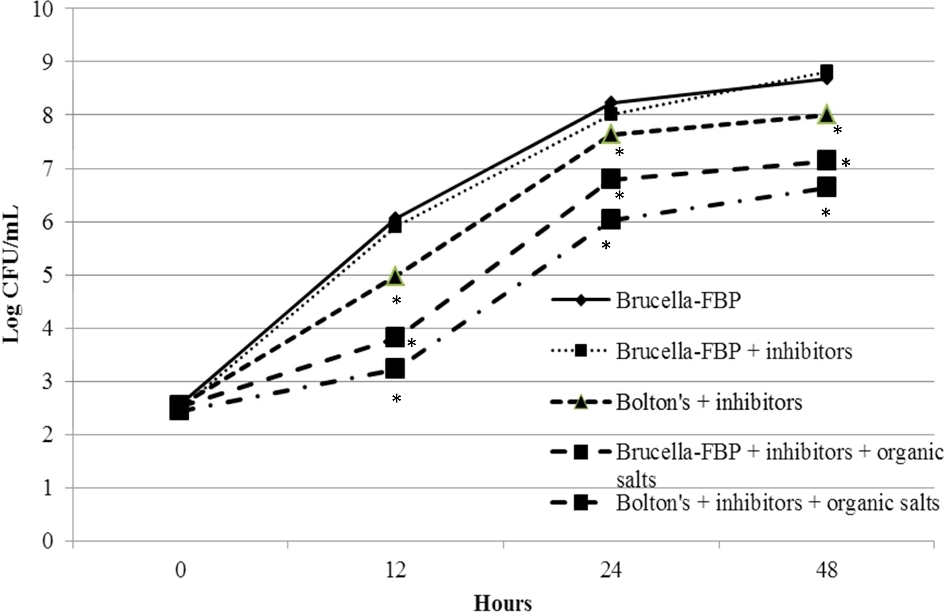 10
9
8
7
6
5
4
3
2
1
0
Log CFU/mL
*
*
*
*
*
*
*
*
*
Brucella-FBP
Brucella-FBP + inhibitors
Bolton's + inhibitors
Brucella-FBP + inhibitors + organic
salts
Bolton's + inhibitors + organic salts
0 12 24 48
Hours